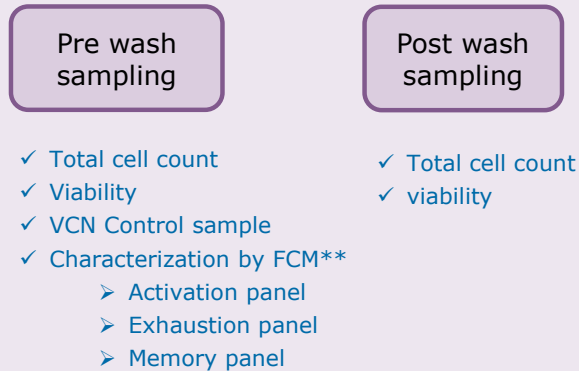 Pre wash
sampling
✓ Total cell count
✓ Viability
✓ VCN Control sample
✓ Characterization by FCM**
➢ Activation panel
➢ Exhaustion panel
➢ Memory panel
Post wash
sampling
✓ Total cell count
✓ viability